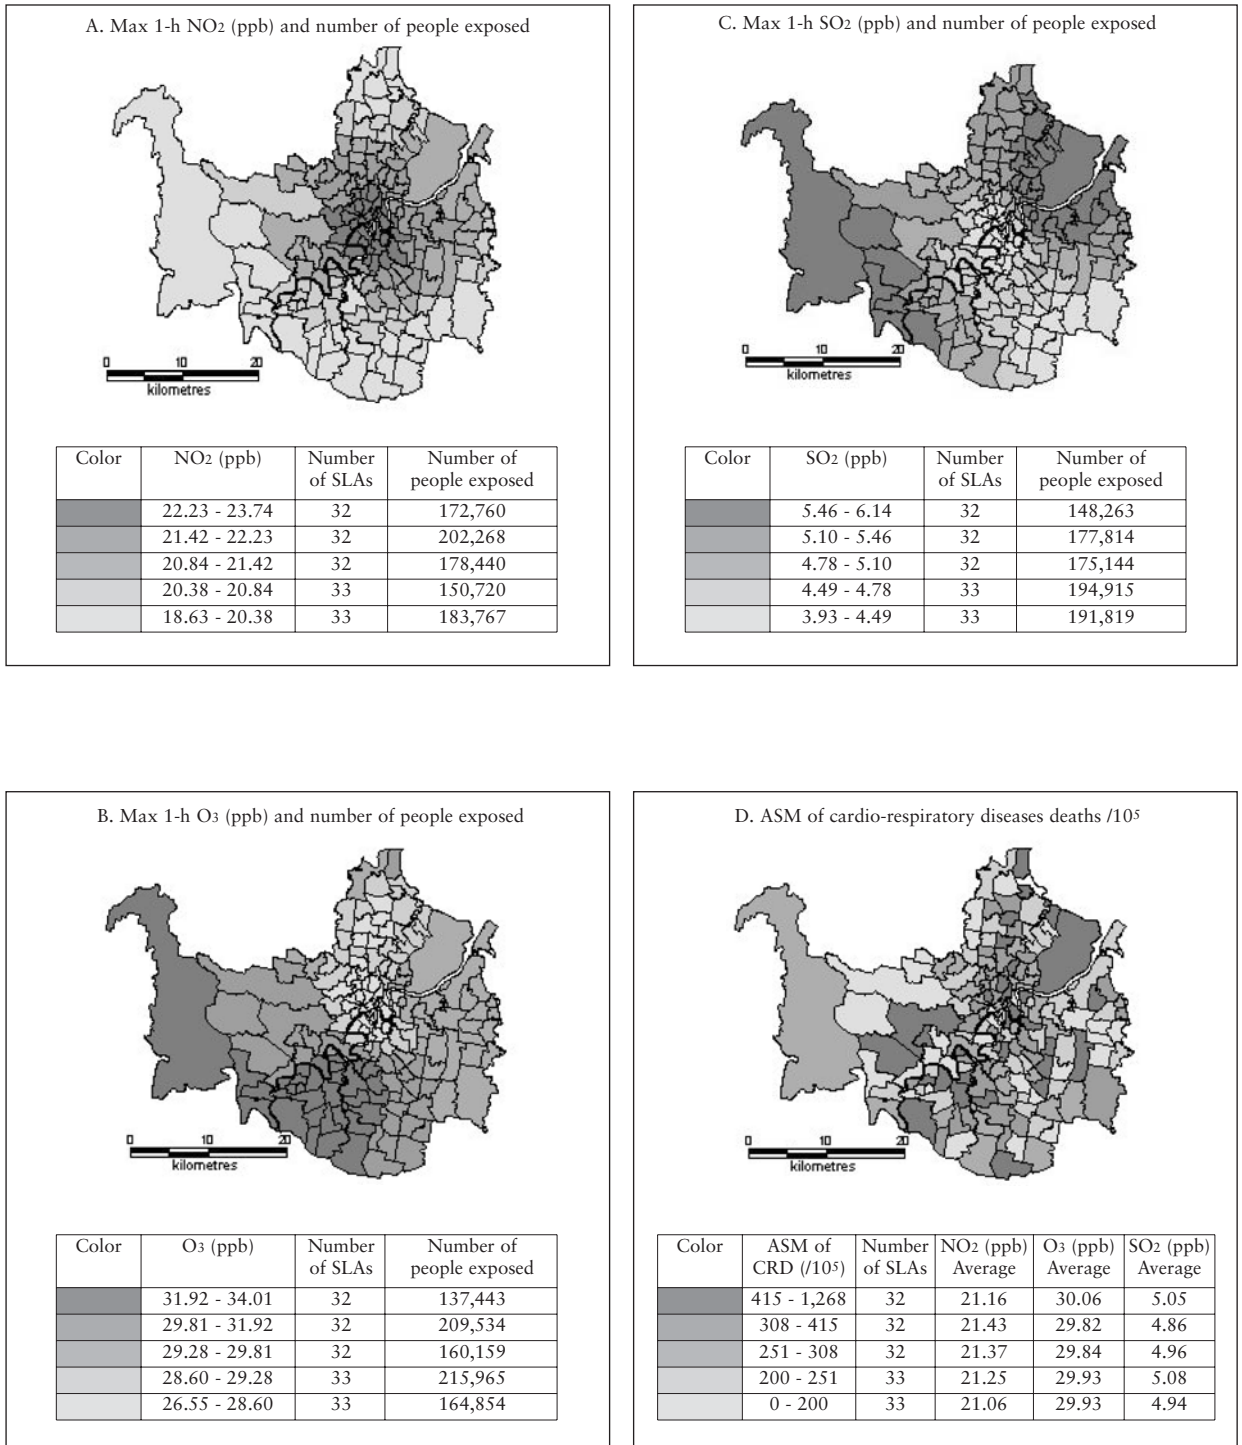 A. Max 1-h NO2 (ppb) and number of people exposed
0 10 20
kilometres
Color NO2 (ppb) Number of SLAs Number of people exposed
22.23 - 23.74 32 172,760
21.42 - 22.23 32 202,268
20.84 - 21.42 32 178,440
20.38 - 20.84 33 150,720
18.63 - 20.38 33 183,767
C. Max 1-h SO2 (ppb) and number of people exposed
0 10 20
kilometres
Color SO2 (ppb) Number of SLAs Number of people exposed
5.46 - 6.14 32 148,263
5.10 - 5.46 32 177,814
4.78 - 5.10 32 175,144
4.49 - 4.78 33 194,915
3.93 - 4.49 33 191,819
B. Max 1-h O3 (ppb) and number of people exposed
0 10 20
kilometres
Color O3 (ppb) Number of SLAs Number of people exposed
31.92 - 34.01 32 137,443
29.81 - 31.92 32 209,534
29.28 - 29.81 32 160,159
28.60 - 29.28 33 215,965
26.55 - 28.60 33 164,854
D. ASM of cardio-respiratory diseases deaths /10⁵
0 10 20
kilometres
Color ASM of CRD (/10⁵) Number of SLAs NO2 (ppb) Average O3 (ppb) Average SO2 (ppb) Average
415 - 1,268 32 21.16 30.06 5.05
308 - 415 32 21.43 29.82 4.86
251 - 308 32 21.37 29.84 4.96
200 - 251 33 21.25 29.93 5.08
0 - 200 33 21.06 29.93 4.94